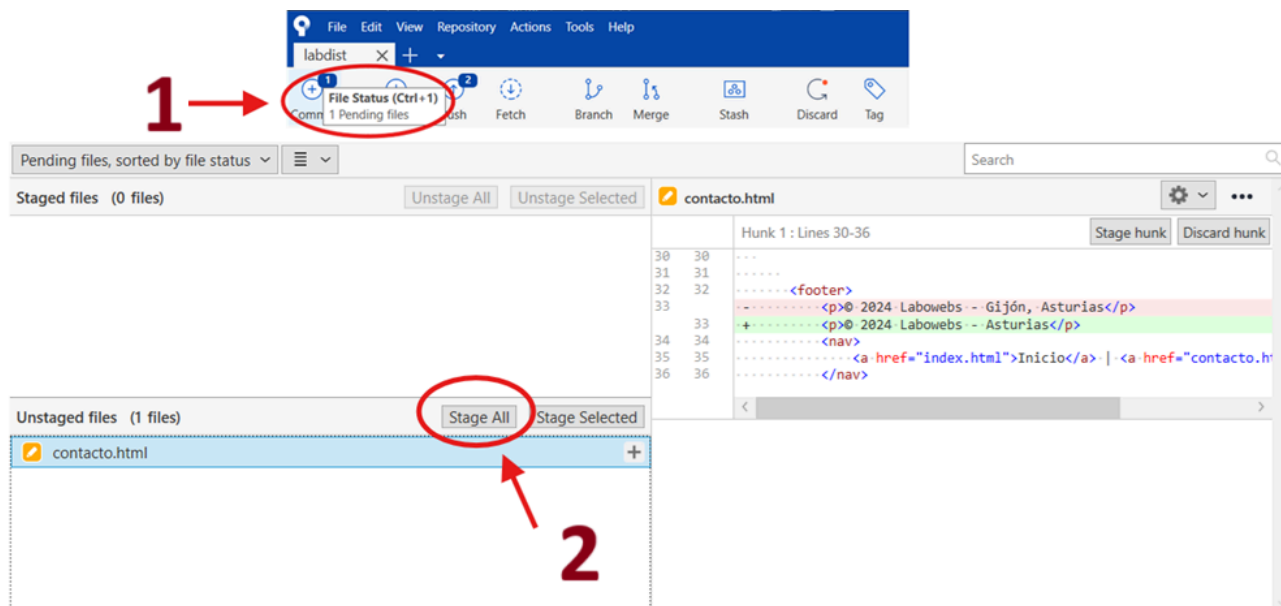 File Edit View Repository Actions Tools Help
labdist
1
1 2
File Status (Ctrl+1)
1 Pending files
Comm ush Fetch Branch Merge Stash Discard Tag
Pending files, sorted by file status
Search
Staged files (0 files) Unstage All Unstage Selected
contacto.html
Hunk 1 : Lines 30-36 Stage hunk Discard hunk
30 30
31 31
32 32 <footer>
33 - <p>© 2024 Labowebs - Gijón, Asturias</p>
33 + <p>© 2024 Labowebs - Asturias</p>
34 34 <nav>
35 35 <a href="index.html">Inicio</a> | <a href="contacto.ht
36 36 </nav>
Unstaged files (1 files) Stage All Stage Selected
contacto.html
2